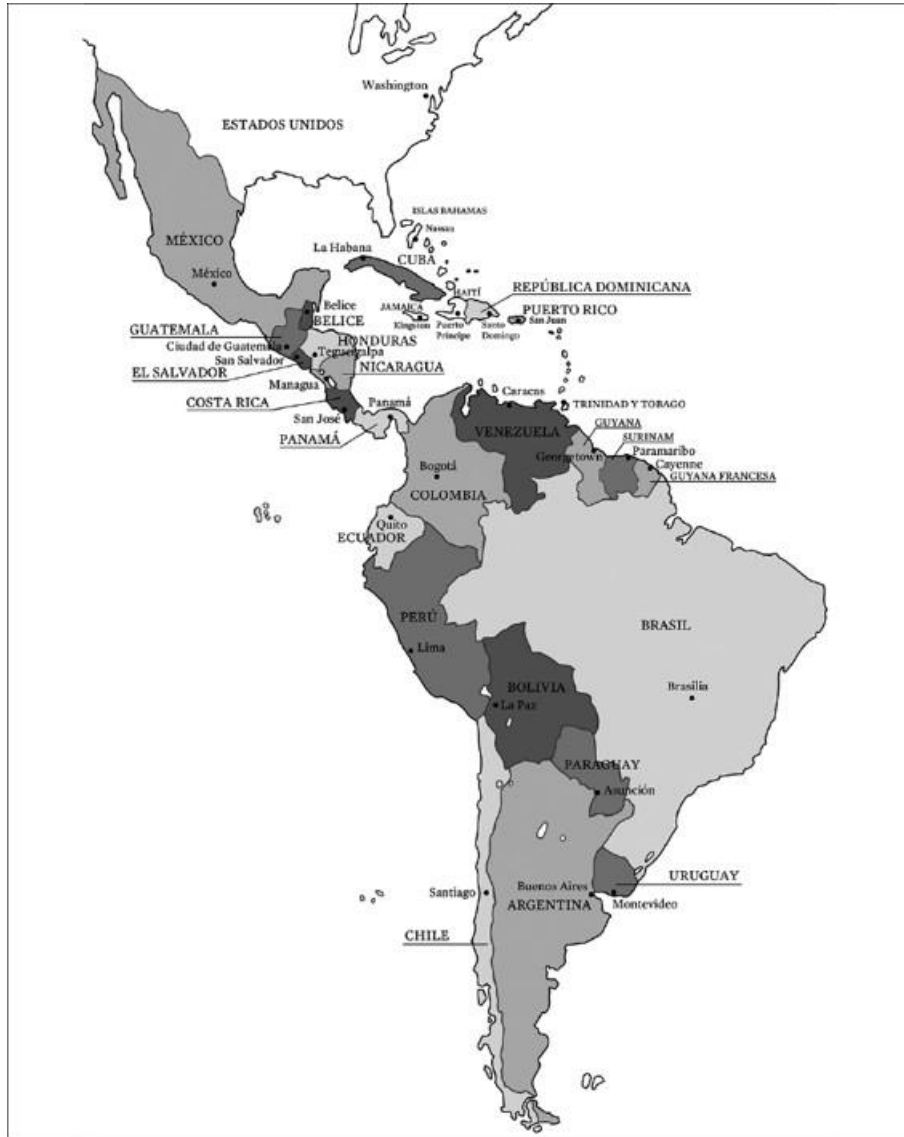 Washington
ESTADOS UNIDOS
ISLAS BAHAMAS
Nassau
La Habana
CUBA
MÉXICO
México
HAITÍ
REPÚBLICA DOMINICANA
JAMAICA
Kingston
Puerto
Príncipe
Santo
Domingo
PUERTO RICO
San Juan
Belice
BELICE
GUATEMALA
Ciudad de Guatemala
HONDURAS
Tegucigalpa
San Salvador
EL SALVADOR
NICARAGUA
Managua
COSTA RICA
San José
Panamá
PANAMÁ
Caracas
TRINIDAD Y TOBAGO
VENEZUELA
GUYANA
Georgetown
SURINAM
Paramaribo
Cayenne
GUYANA FRANCESA
Bogotá
COLOMBIA
Quito
ECUADOR
PERÚ
Lima
BRASIL
Brasilia
BOLIVIA
La Paz
PARAGUAY
Asunción
URUGUAY
Buenos Aires
ARGENTINA
Montevideo
Santiago
CHILE